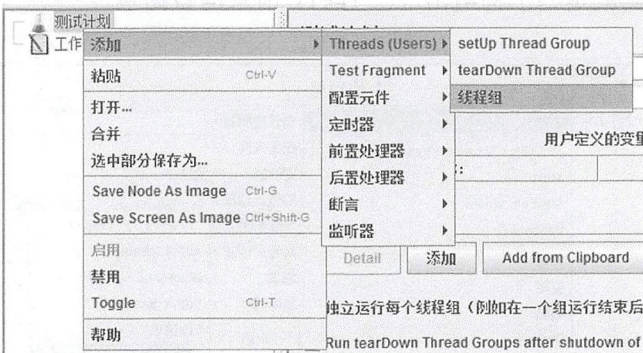 测试计划
工作
添加
粘贴 Ctrl-V
打开...
合并
选中部分保存为...
Save Node As Image Ctrl-G
Save Screen As Image Ctrl+Shift-G
启用
禁用
Toggle Ctrl-T
帮助
Threads (Users)
Test Fragment
配置元件
定时器
前置处理器
后置处理器
断言
监听器
setUp Thread Group
tearDown Thread Group
线程组
用户定义的变量
:
Detail 添加 Add from Clipboard
独立运行每个线程组（例如在一个组运行结束后
Run tearDown Thread Groups after shutdown of